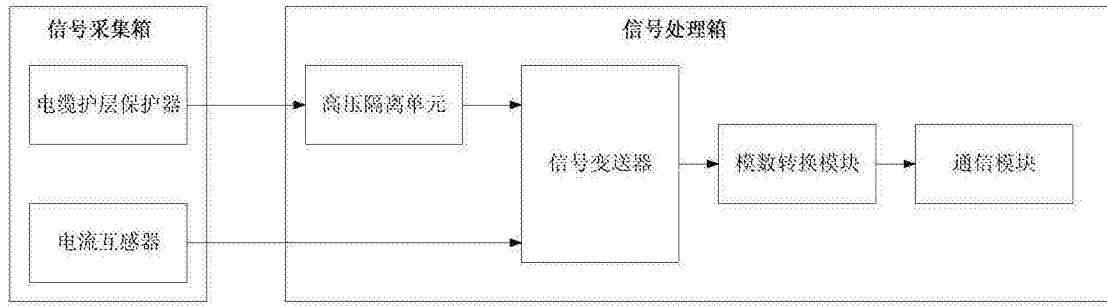 信号采集箱
信号处理箱
电缆护层保护器
高压隔离单元
信号变送器
模数转换模块
通信模块
电流互感器